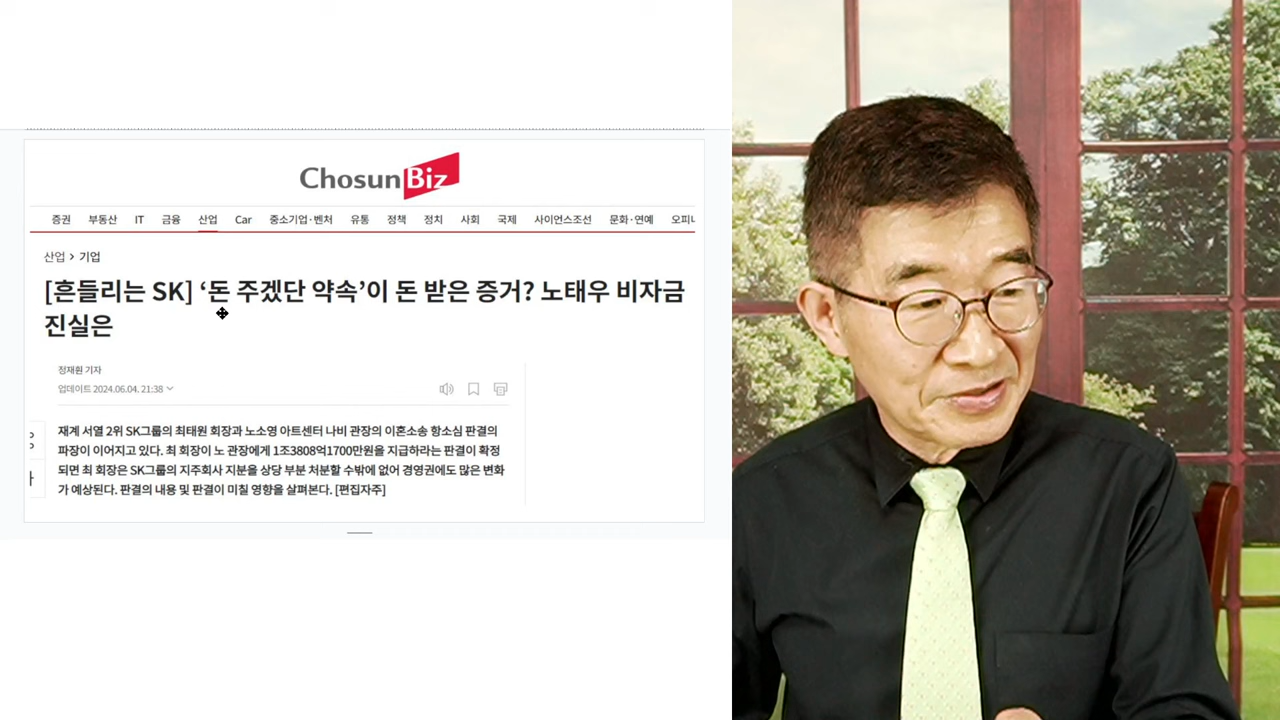 ChosunBiz
증권 부동산 IT 금융 산업 Car 중소기업·벤처 유통 정책 정치 사회 국제 사이언스조선 문화·연예 오피니
산업 > 기업
[흔들리는 SK] ‘돈 주겠단 약속’이 돈 받은 증거? 노태우 비자금
진실은
정재원 기자
업데이트 2024.06.04. 21:38
재계 서열 2위 SK그룹의 최태원 회장과 노소영 아트센터 나비 관장의 이혼소송 항소심 판결의
파장이 이어지고 있다. 최 회장이 노 관장에게 1조3808억1700만원을 지급하라는 판결이 확정
되면 최 회장은 SK그룹의 지주회사 지분을 상당 부분 처분할 수밖에 없어 경영권에도 많은 변화
가 예상된다. 판결의 내용 및 판결이 미칠 영향을 살펴본다. [편집자주]